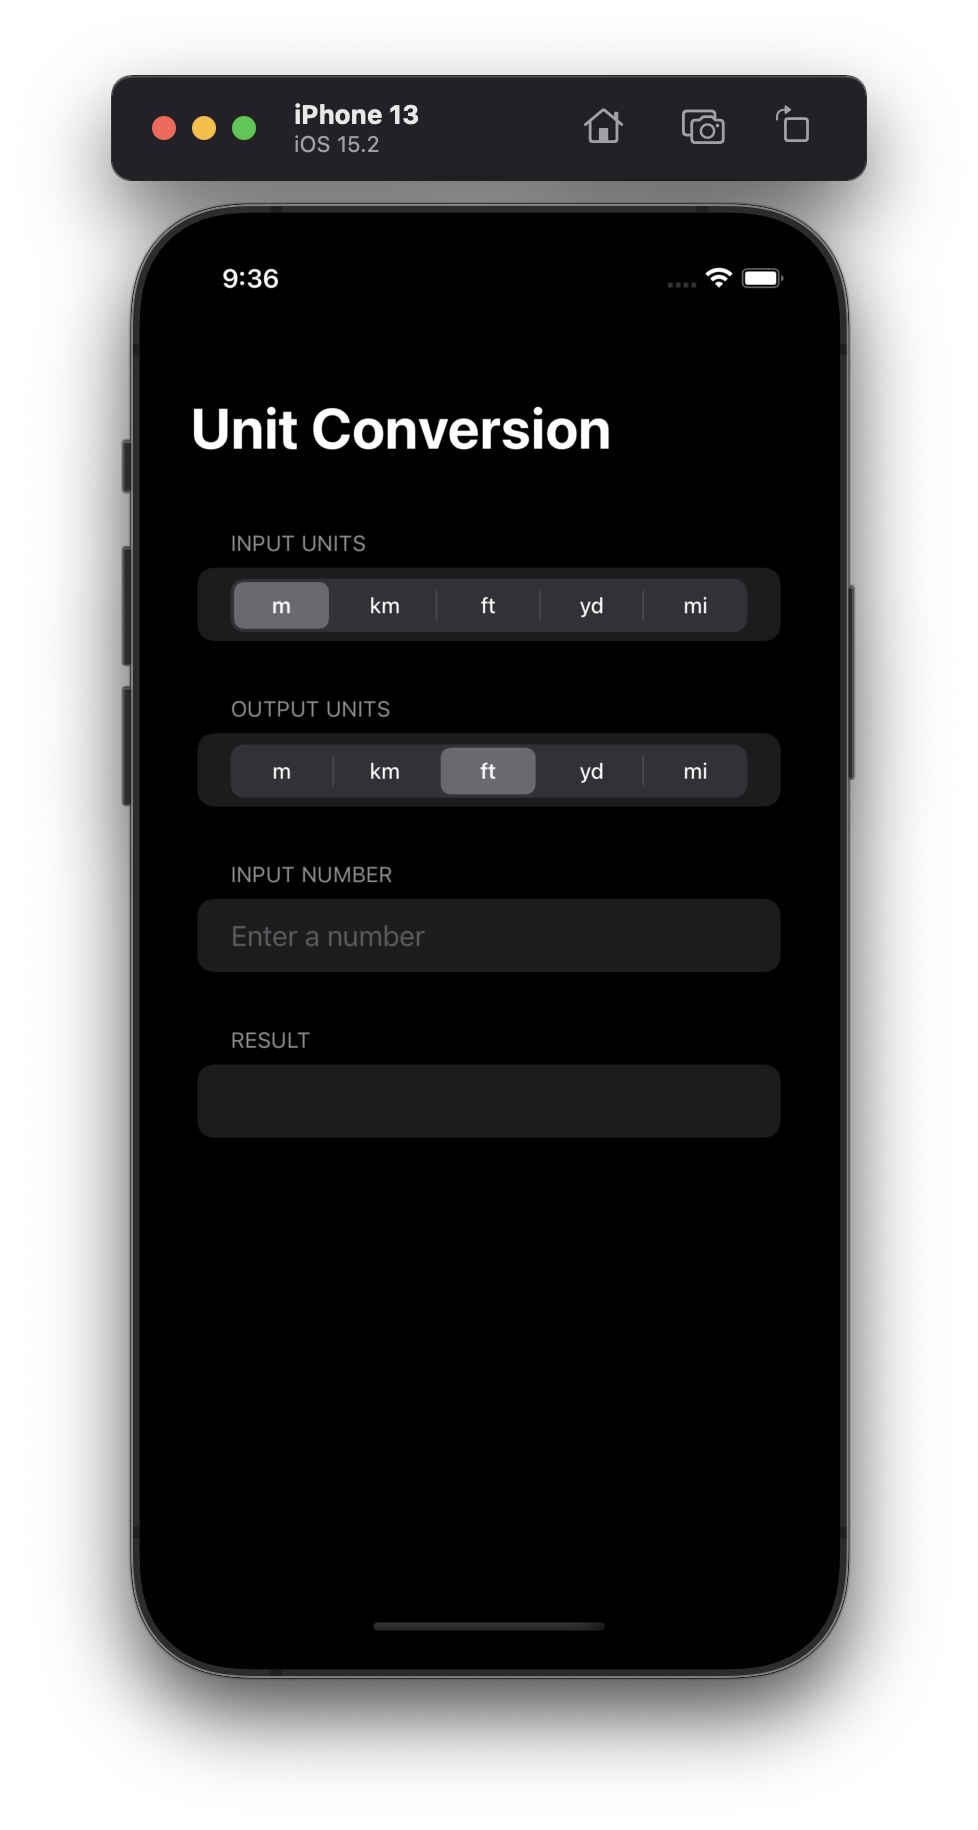 iPhone 13
iOS 15.2
9:36
Unit Conversion
INPUT UNITS
m km ft yd mi
OUTPUT UNITS
m km ft yd mi
INPUT NUMBER
Enter a number
RESULT